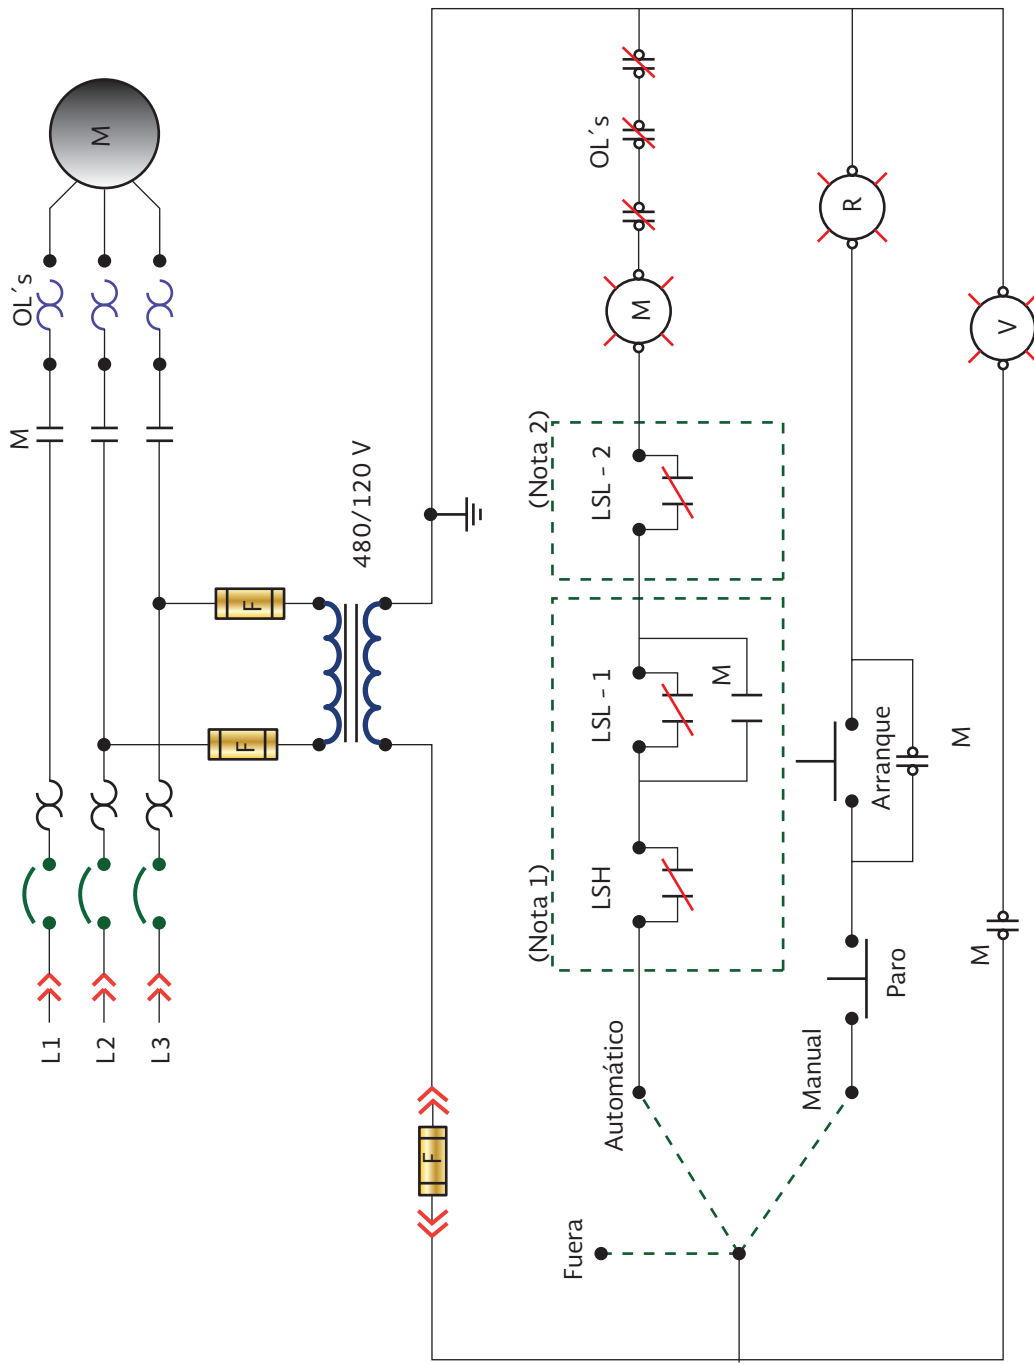 L1
L2
L3
M
OL´s
M
F
F
480/120 V
F
Fuera
Automático
Manual
(Nota 1)
LSH
LSL - 1
M
(Nota 2)
LSL - 2
M
OL´s
Paro
Arranque
M
R
M
V